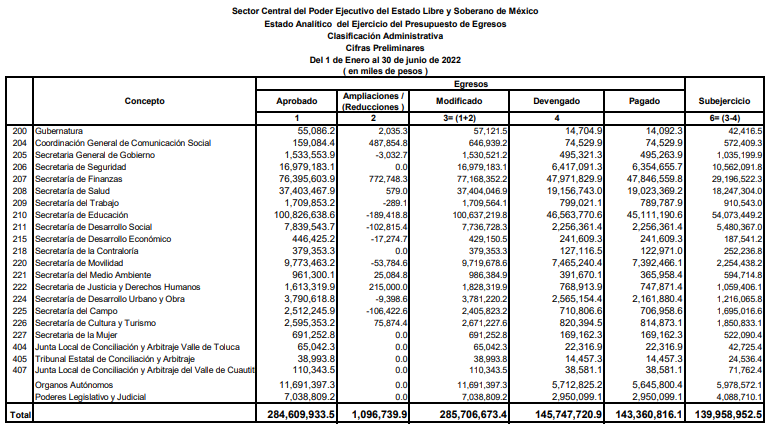 Sector Central del Poder Ejecutivo del Estado Libre y Soberano de México
Estado Analítico del Ejercicio del Presupuesto de Egresos
Clasificación Administrativa
Cifras Preliminares
Del 1 de Enero al 30 de junio de 2022
( en miles de pesos )
Egresos
Concepto Aprobado Ampliaciones / (Reducciones ) Modificado Devengado Pagado Subejercicio
1 2 3= (1+2) 4 6= (3-4)
200 Gubernatura 55,086.2 2,035.3 57,121.5 14,704.9 14,092.3 42,416.5
204 Coordinación General de Comunicación Social 159,084.4 487,854.8 646,939.2 74,529.9 74,529.9 572,409.3
205 Secretaría General de Gobierno 1,533,553.9 -3,032.7 1,530,521.2 495,321.3 495,263.9 1,035,199.9
206 Secretaría de Seguridad 16,979,183.1 0.0 16,979,183.1 6,417,091.3 6,354,655.7 10,562,091.8
207 Secretaría de Finanzas 76,395,603.9 772,748.3 77,168,352.2 47,971,829.9 47,846,559.8 29,196,522.3
208 Secretaría de Salud 37,403,467.9 579.0 37,404,046.9 19,156,743.0 19,023,369.2 18,247,304.0
209 Secretaría del Trabajo 1,709,853.2 -289.1 1,709,564.1 799,021.1 789,787.9 910,543.0
210 Secretaría de Educación 100,826,638.6 -189,418.8 100,637,219.8 46,563,770.6 45,111,190.6 54,073,449.2
211 Secretaría de Desarrollo Social 7,839,543.7 -102,815.4 7,736,728.3 2,256,361.4 2,256,361.4 5,480,367.0
215 Secretaría de Desarrollo Económico 446,425.2 -17,274.7 429,150.5 241,609.3 241,609.3 187,541.2
218 Secretaría de la Contraloría 379,353.3 0.0 379,353.3 127,116.5 122,971.0 252,236.8
220 Secretaría de Movilidad 9,773,463.2 -53,784.6 9,719,678.6 7,465,240.4 7,392,466.1 2,254,438.2
221 Secretaría del Medio Ambiente 961,300.1 25,084.8 986,384.9 391,670.1 365,958.4 594,714.8
222 Secretaría de Justicia y Derechos Humanos 1,613,319.9 215,000.0 1,828,319.9 768,913.9 747,871.4 1,059,406.1
224 Secretaría de Desarrollo Urbano y Obra 3,790,618.8 -9,398.6 3,781,220.2 2,565,154.4 2,161,880.4 1,216,065.8
225 Secretaría del Campo 2,512,245.9 -106,422.6 2,405,823.2 710,806.6 706,958.6 1,695,016.6
226 Secretaría de Cultura y Turismo 2,595,353.2 75,874.4 2,671,227.6 820,394.5 814,873.1 1,850,833.1
227 Secretaría de la Mujer 691,252.8 0.0 691,252.8 169,162.3 169,162.3 522,090.4
404 Junta Local de Conciliación y Arbitraje Valle de Toluca 65,042.3 0.0 65,042.3 22,316.9 22,316.9 42,725.4
405 Tribunal Estatal de Conciliación y Arbitraje 38,993.8 0.0 38,993.8 14,457.3 14,457.3 24,536.4
407 Junta Local de Conciliación y Arbitraje del Valle de Cuautit 110,343.5 0.0 110,343.5 38,581.1 38,581.1 71,762.4
Organos Autónomos 11,691,397.3 0.0 11,691,397.3 5,712,825.2 5,645,800.4 5,978,572.1
Poderes Legislativo y Judicial 7,038,809.2 0.0 7,038,809.2 2,950,099.1 2,950,099.1 4,088,710.1
Total 284,609,933.5 1,096,739.9 285,706,673.4 145,747,720.9 143,360,816.1 139,958,952.5